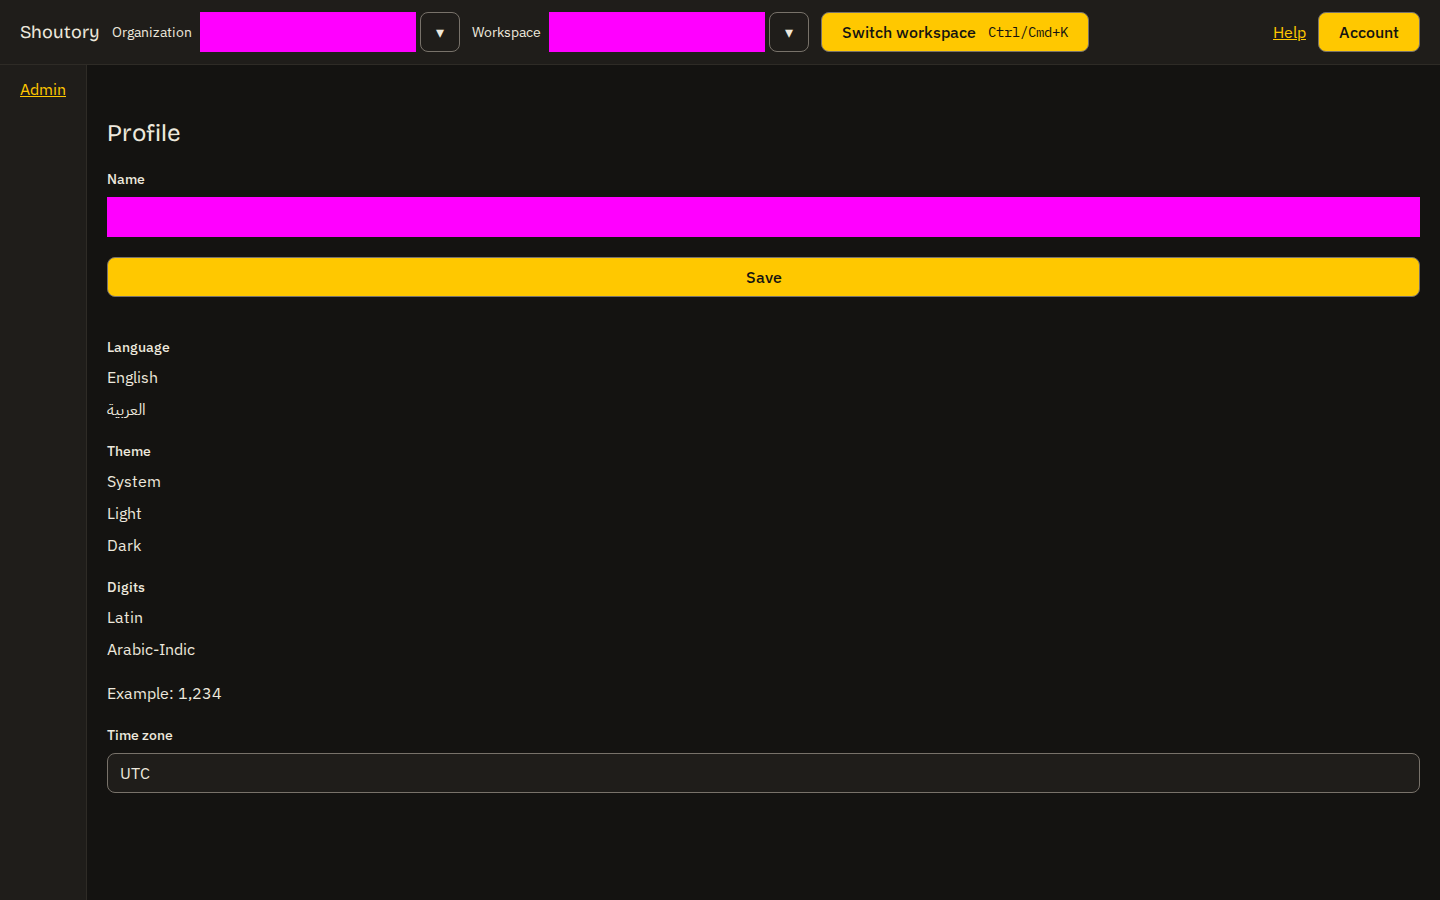 Shoutory Organization ▼ Workspace ▼ Switch workspace Ctrl/Cmd+K Help Account
Admin
Profile
Name
Save
Language
English
العربية
Theme
System
Light
Dark
Digits
Latin
Arabic-Indic
Example: 1,234
Time zone
UTC